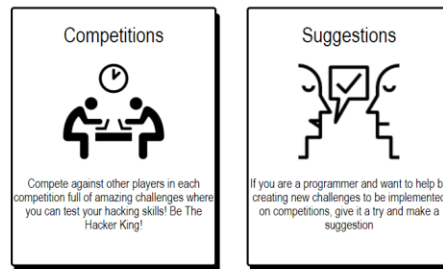 Competitions
Compete against other players in each
competition full of amazing challenges where
you can test your hacking skills! Be The
Hacker King!
Suggestions
If you are a programmer and want to help
creating new challenges to be implemented
on competitions, give it a try and make a
suggestion